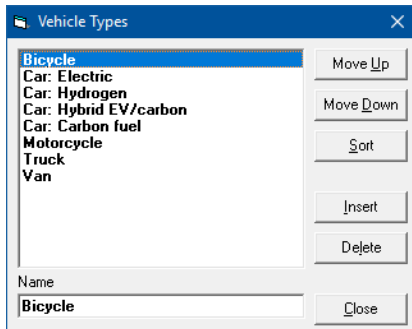 Vehicle Types
Bicycle
Car: Electric
Car: Hydrogen
Car: Hybrid EV/carbon
Car: Carbon fuel
Motorcycle
Truck
Van
Move Up
Move Down
Sort
Insert
Delete
Name
Bicycle
Close